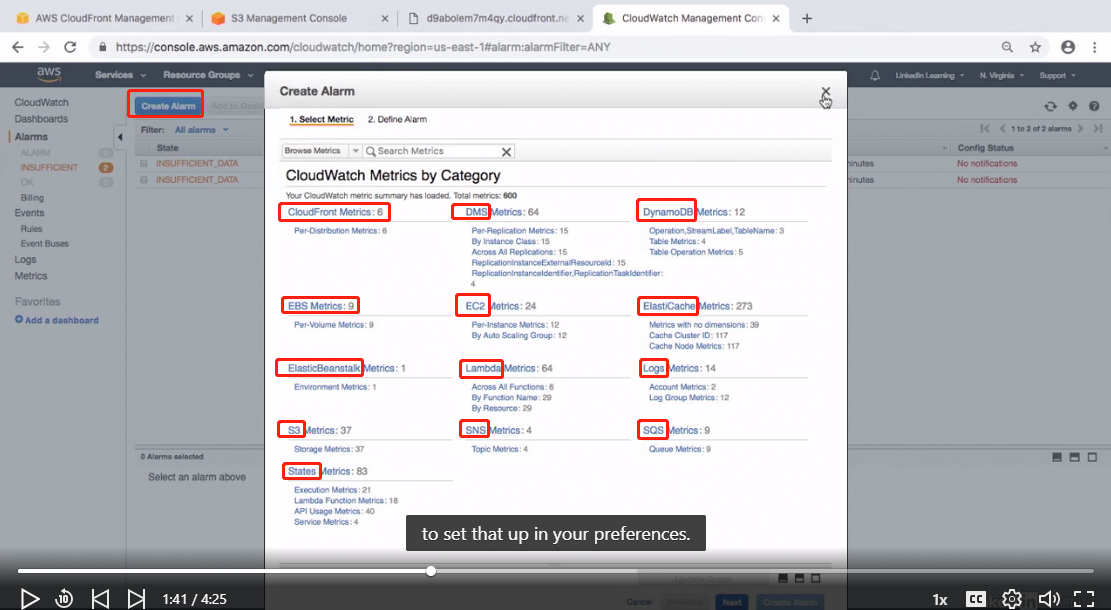 AWS CloudFront Management
S3 Management Console
d9abolem7m4qy.cloudfront.ne
CloudWatch Management Con
https://console.aws.amazon.com/cloudwatch/home?region=us-east-1#alarm:alarmFilter=ANY
aws
Services
Resource Groups
LinkedIn Learning
N. Virginia
Support
CloudWatch
Dashboards
Alarms
ALARM 0
INSUFFICIENT 2
OK 0
Billing
Events
Rules
Event Buses
Logs
Metrics
Favorites
Add a dashboard
Create Alarm
Add to Dash
Filter: All alarms
State
INSUFFICIENT_DATA
INSUFFICIENT_DATA
0 Alarms selected
Select an alarm above
1 to 2 of 2 alarms
Config Status
minutes
No notifications
minutes
No notifications
Create Alarm
1. Select Metric
2. Define Alarm
Browse Metrics
Search Metrics
CloudWatch Metrics by Category
Your CloudWatch metric summary has loaded. Total metrics: 600
CloudFront Metrics: 6
Per-Distribution Metrics: 6
DMS Metrics: 64
Per-Replication Metrics: 15
By Instance Class: 15
Across All Replications: 15
ReplicationInstanceExternalResourceId: 15
ReplicationInstanceIdentifier,ReplicationTaskIdentifier:
4
DynamoDB Metrics: 12
Operation,StreamLabel,TableName: 3
Table Metrics: 4
Table Operation Metrics: 5
EBS Metrics: 9
Per-Volume Metrics: 9
EC2 Metrics: 24
Per-Instance Metrics: 12
By Auto Scaling Group: 12
ElastiCache Metrics: 273
Metrics with no dimensions: 39
Cache Cluster ID: 117
Cache Node Metrics: 117
ElasticBeanstalk Metrics: 1
Environment Metrics: 1
Lambda Metrics: 64
Across All Functions: 6
By Function Name: 29
By Resource: 29
Logs Metrics: 14
Account Metrics: 2
Log Group Metrics: 12
S3 Metrics: 37
Storage Metrics: 37
SNS Metrics: 4
Topic Metrics: 4
SQS Metrics: 9
Queue Metrics: 9
States Metrics: 83
Execution Metrics: 21
Lambda Function Metrics: 18
API Usage Metrics: 40
Service Metrics: 4
to set that up in your preferences.
Update Graph
Cancel
Previous
Next
Create Alarm
10
1:41 / 4:25
1x
CC